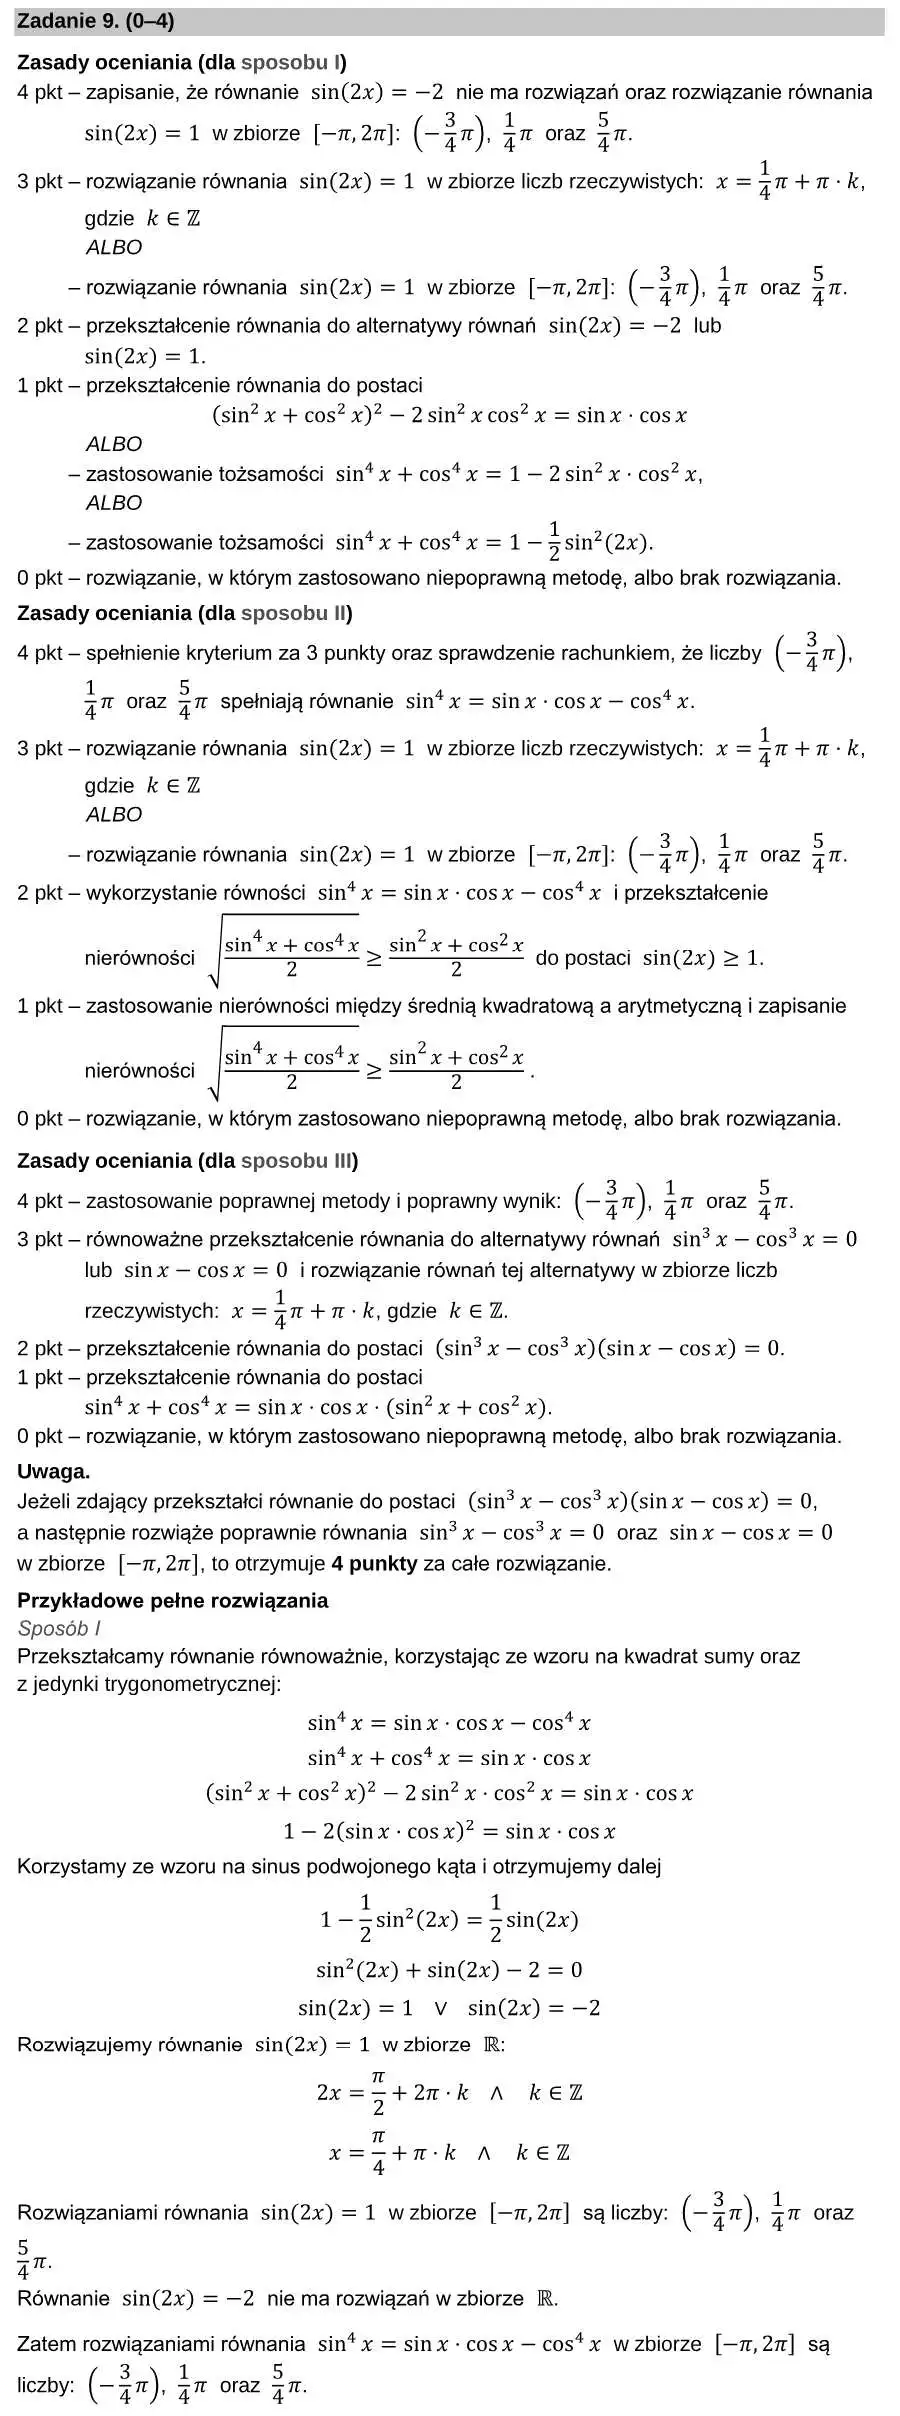 Zadanie 9. (0–4)
Zasady oceniania (dla sposobu I)
4 pkt – zapisanie, że równanie sin(2x) = −2 nie ma rozwiązań oraz rozwiązanie równania
sin(2x) = 1 w zbiorze [−π, 2π]: (−3/4 π), 1/4 π oraz 5/4 π.
3 pkt – rozwiązanie równania sin(2x) = 1 w zbiorze liczb rzeczywistych: x = 1/4 π + π · k,
gdzie k ∈ ℤ
ALBO
– rozwiązanie równania sin(2x) = 1 w zbiorze [−π, 2π]: (−3/4 π), 1/4 π oraz 5/4 π.
2 pkt – przekształcenie równania do alternatywy równań sin(2x) = −2 lub
sin(2x) = 1.
1 pkt – przekształcenie równania do postaci
(sin² x + cos² x)² − 2 sin² x cos² x = sin x · cos x
ALBO
– zastosowanie tożsamości sin⁴ x + cos⁴ x = 1 − 2 sin² x · cos² x,
ALBO
– zastosowanie tożsamości sin⁴ x + cos⁴ x = 1 − 1/2 sin²(2x).
0 pkt – rozwiązanie, w którym zastosowano niepoprawną metodę, albo brak rozwiązania.
Zasady oceniania (dla sposobu II)
4 pkt – spełnienie kryterium za 3 punkty oraz sprawdzenie rachunkiem, że liczby (−3/4 π),
1/4 π oraz 5/4 π spełniają równanie sin⁴ x = sin x · cos x − cos⁴ x.
3 pkt – rozwiązanie równania sin(2x) = 1 w zbiorze liczb rzeczywistych: x = 1/4 π + π · k,
gdzie k ∈ ℤ
ALBO
– rozwiązanie równania sin(2x) = 1 w zbiorze [−π, 2π]: (−3/4 π), 1/4 π oraz 5/4 π.
2 pkt – wykorzystanie równości sin⁴ x = sin x · cos x − cos⁴ x i przekształcenie
nierówności √((sin⁴ x + cos⁴ x)/2) ≥ (sin² x + cos² x)/2 do postaci sin(2x) ≥ 1.
1 pkt – zastosowanie nierówności między średnią kwadratową a arytmetyczną i zapisanie
nierówności √((sin⁴ x + cos⁴ x)/2) ≥ (sin² x + cos² x)/2 .
0 pkt – rozwiązanie, w którym zastosowano niepoprawną metodę, albo brak rozwiązania.
Zasady oceniania (dla sposobu III)
4 pkt – zastosowanie poprawnej metody i poprawny wynik: (−3/4 π), 1/4 π oraz 5/4 π.
3 pkt – równoważne przekształcenie równania do alternatywy równań sin³ x − cos³ x = 0
lub sin x − cos x = 0 i rozwiązanie równań tej alternatywy w zbiorze liczb
rzeczywistych: x = 1/4 π + π · k, gdzie k ∈ ℤ.
2 pkt – przekształcenie równania do postaci (sin³ x − cos³ x)(sin x − cos x) = 0.
1 pkt – przekształcenie równania do postaci
sin⁴ x + cos⁴ x = sin x · cos x · (sin² x + cos² x).
0 pkt – rozwiązanie, w którym zastosowano niepoprawną metodę, albo brak rozwiązania.
Uwaga.
Jeżeli zdający przekształci równanie do postaci (sin³ x − cos³ x)(sin x − cos x) = 0,
a następnie rozwiąże poprawnie równania sin³ x − cos³ x = 0 oraz sin x − cos x = 0
w zbiorze [−π, 2π], to otrzymuje 4 punkty za całe rozwiązanie.
Przykładowe pełne rozwiązania
Sposób I
Przekształcamy równanie równoważnie, korzystając ze wzoru na kwadrat sumy oraz
z jedynki trygonometrycznej:
sin⁴ x = sin x · cos x − cos⁴ x
sin⁴ x + cos⁴ x = sin x · cos x
(sin² x + cos² x)² − 2 sin² x · cos² x = sin x · cos x
1 − 2(sin x · cos x)² = sin x · cos x
Korzystamy ze wzoru na sinus podwojonego kąta i otrzymujemy dalej
1 − 1/2 sin²(2x) = 1/2 sin(2x)
sin²(2x) + sin(2x) − 2 = 0
sin(2x) = 1 ∨ sin(2x) = −2
Rozwiązujemy równanie sin(2x) = 1 w zbiorze ℝ:
2x = π/2 + 2π · k ∧ k ∈ ℤ
x = π/4 + π · k ∧ k ∈ ℤ
Rozwiązaniami równania sin(2x) = 1 w zbiorze [−π, 2π] są liczby: (−3/4 π), 1/4 π oraz
5/4 π.
Równanie sin(2x) = −2 nie ma rozwiązań w zbiorze ℝ.
Zatem rozwiązaniami równania sin⁴ x = sin x · cos x − cos⁴ x w zbiorze [−π, 2π] są
liczby: (−3/4 π), 1/4 π oraz 5/4 π.